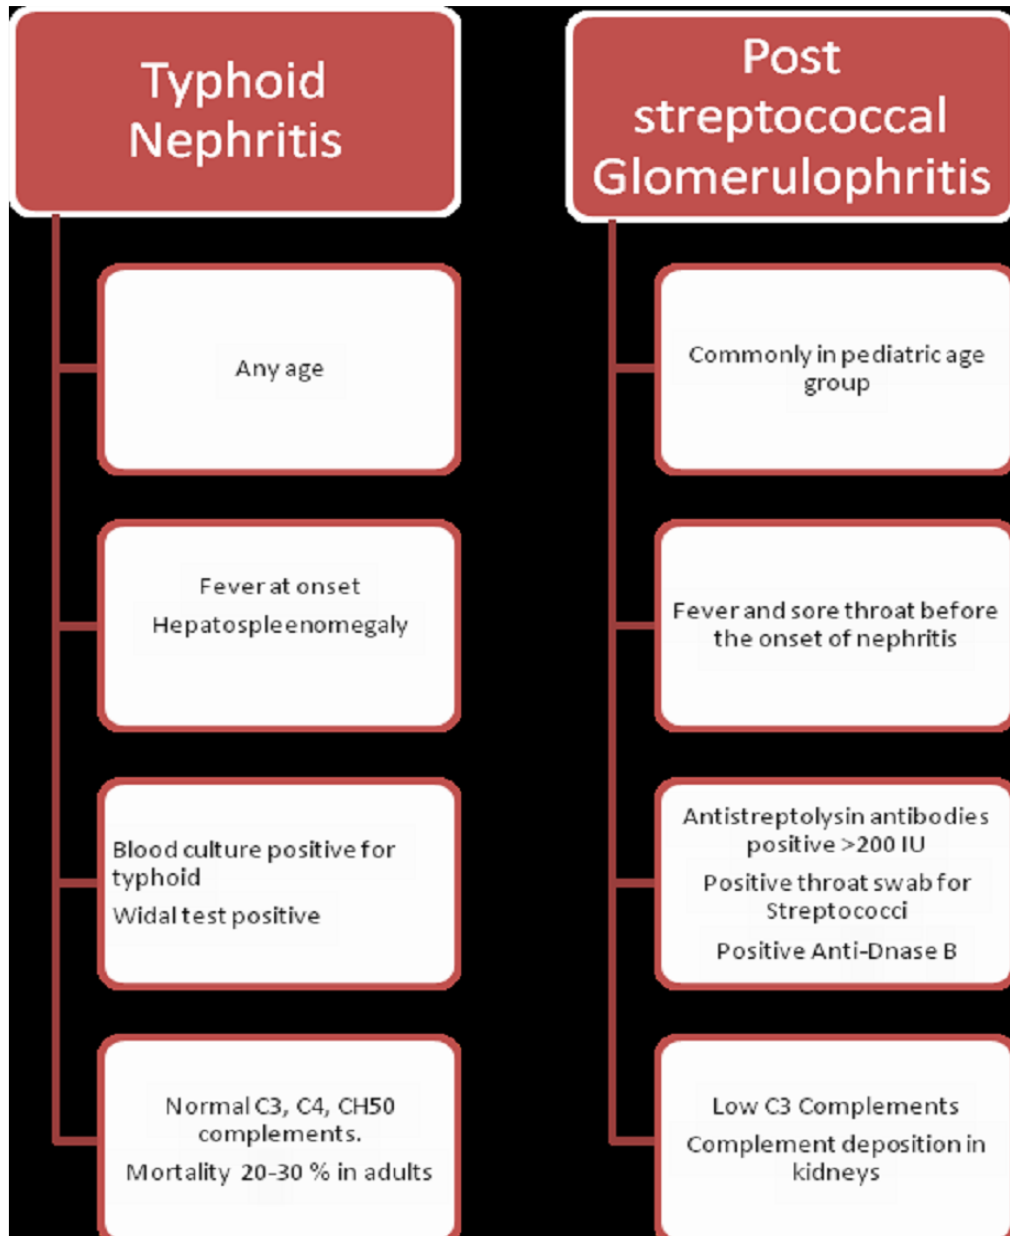 Typhoid
Nephritis
Any age
Fever at onset
Hepatospleenomegaly
Blood culture positive for
typhoid
Widal test positive
Normal C3, C4, CH50
complements.
Mortality 20-30 % in adults
Post
streptococcal
Glomerulophritis
Commonly in pediatric age
group
Fever and sore throat before
the onset of nephritis
Antistreptolysin antibodies
positive >200 IU
Positive throat swab for
Streptococci
Positive Anti-Dnase B
Low C3 Complements
Complement deposition in
kidneys